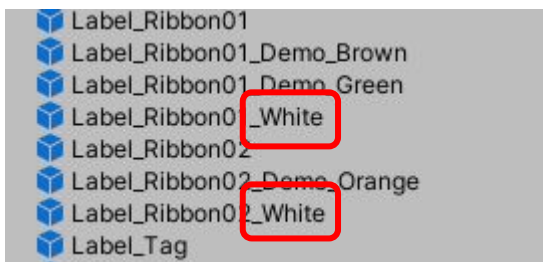 Label_Ribbon01
Label_Ribbon01_Demo_Brown
Label_Ribbon01_Demo_Green
Label_Ribbon01_White
Label_Ribbon02
Label_Ribbon02_Demo_Orange
Label_Ribbon02_White
Label_Tag